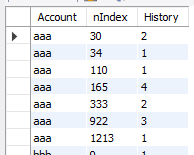 Account nIndex History
aaa 30 2
aaa 34 1
aaa 110 1
aaa 165 4
aaa 333 2
aaa 922 3
aaa 1213 1